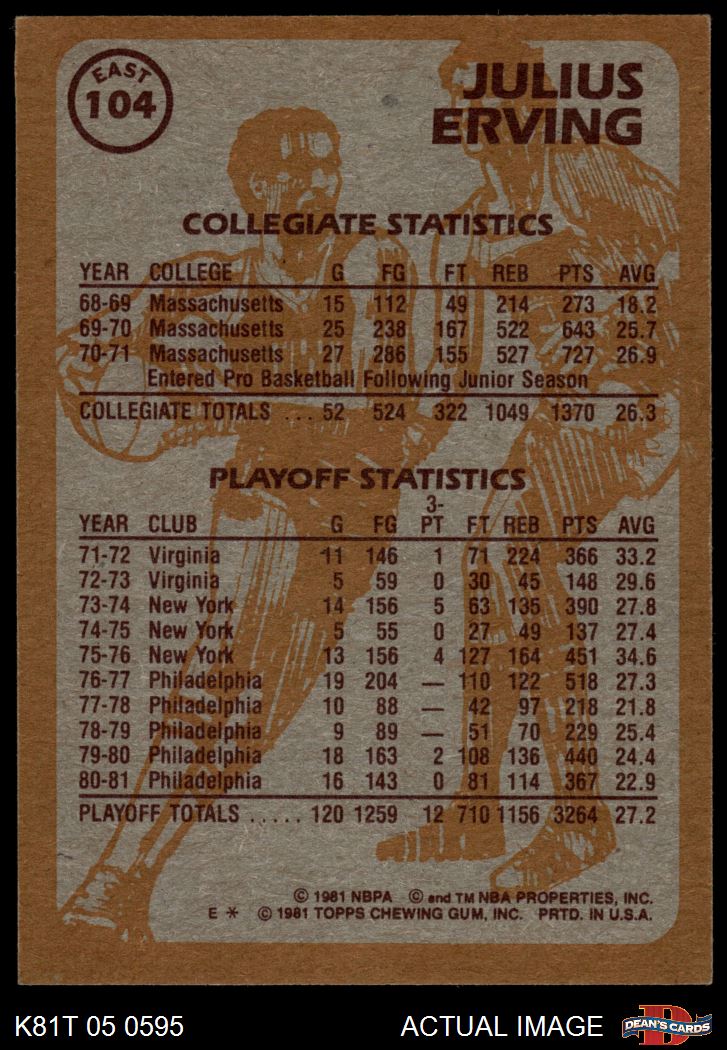 EAST
104
JULIUS
ERVING
COLLEGIATE STATISTICS
YEAR COLLEGE G FG FT REB PTS AVG
68-69 Massachusetts 15 112 49 214 273 18.2
69-70 Massachusetts 25 238 167 522 643 25.7
70-71 Massachusetts 27 286 155 527 727 26.9
Entered Pro Basketball Following Junior Season
COLLEGIATE TOTALS ... 52 524 322 1049 1370 26.3
PLAYOFF STATISTICS
YEAR CLUB G FG 3-PT FT REB PTS AVG
71-72 Virginia 11 146 1 71 224 366 33.2
72-73 Virginia 5 59 0 30 45 148 29.6
73-74 New York 14 156 5 63 135 390 27.8
74-75 New York 5 55 0 27 49 137 27.4
75-76 New York 13 156 4 127 164 451 34.6
76-77 Philadelphia 19 204 — 110 122 518 27.3
77-78 Philadelphia 10 88 — 42 97 218 21.8
78-79 Philadelphia 9 89 — 51 70 229 25.4
79-80 Philadelphia 18 163 2 108 136 440 24.4
80-81 Philadelphia 16 143 0 81 114 367 22.9
PLAYOFF TOTALS ..... 120 1259 12 710 1156 3264 27.2
© 1981 NBPA © and TM NBA PROPERTIES, INC.
E * © 1981 TOPPS CHEWING GUM, INC. PRTD. IN U.S.A.
K81T 05 0595 ACTUAL IMAGE D DEAN'S CARDS